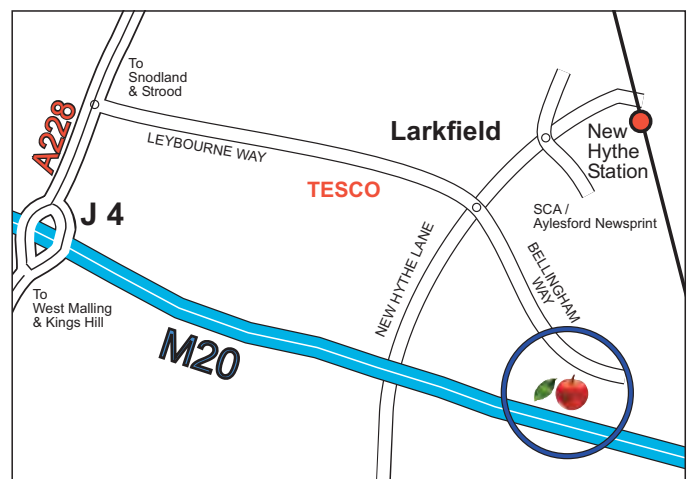 To
Snodland
& Strood
A228
LEYBOURNE WAY
Larkfield
New
Hythe
Station
TESCO
SCA /
Aylesford Newsprint
J 4
NEW HYTHE LANE
BELLINGHAM
WAY
To
West Malling
& Kings Hill
M20